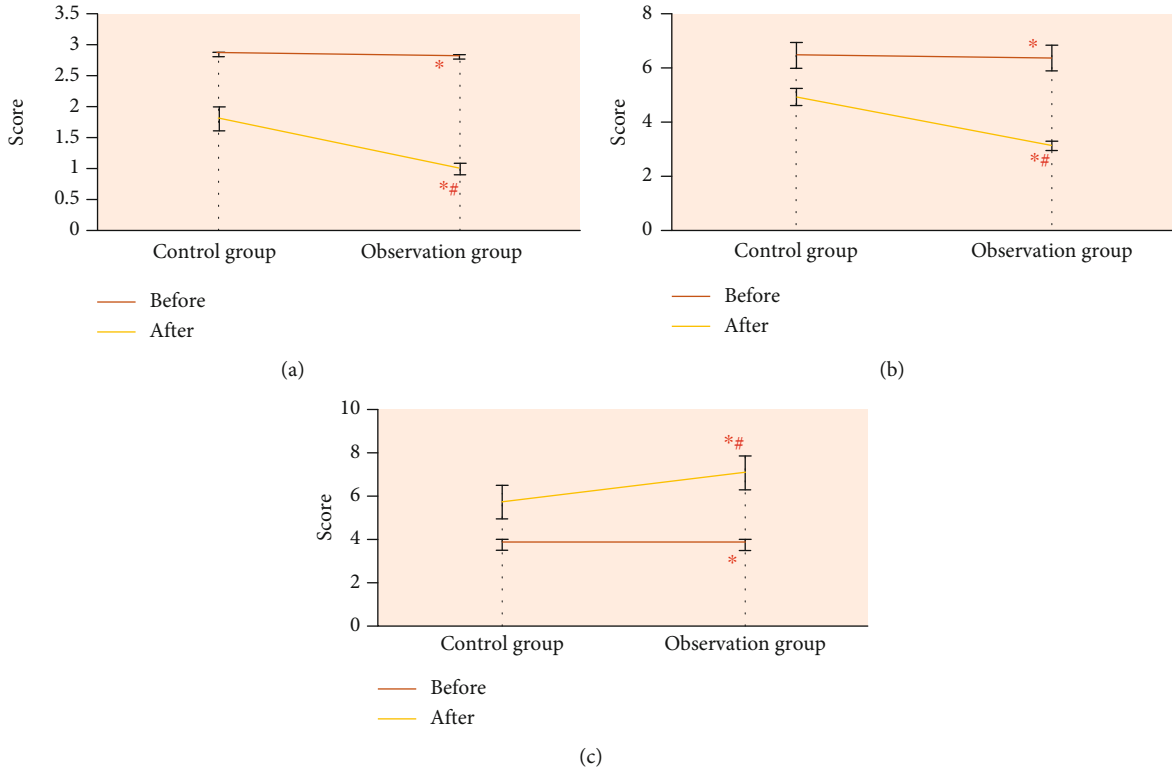 3.5
3
2.5
2
1.5
1
0.5
0
Score
*
*#
Control group
Observation group
Before
After
(a)
8
6
4
2
0
Score
*
*#
Control group
Observation group
Before
After
(b)
10
8
6
4
2
0
Score
*#
*
Control group
Observation group
Before
After
(c)